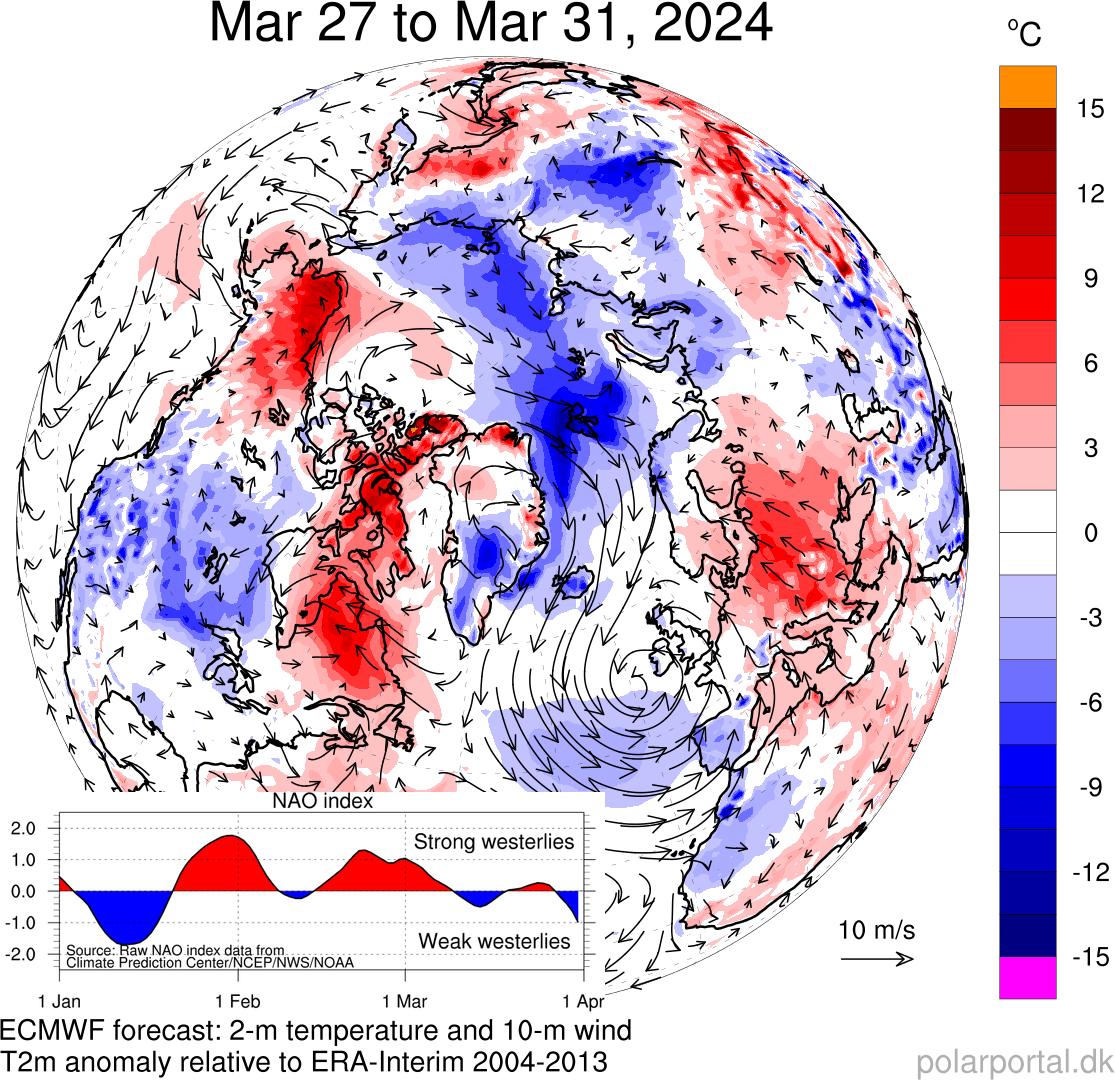 Mar 27 to Mar 31, 2024
°C
15
12
9
6
3
0
-3
-6
-9
-12
-15
10 m/s
NAO index
2.0
1.0
0.0
-1.0
-2.0
Strong westerlies
Weak westerlies
Source: Raw NAO index data from
Climate Prediction Center/NCEP/NWS/NOAA
1 Jan 1 Feb 1 Mar 1 Apr
ECMWF forecast: 2-m temperature and 10-m wind
T2m anomaly relative to ERA-Interim 2004-2013
polarportal.dk